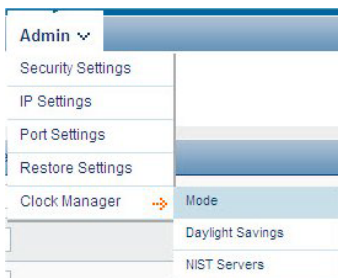 Admin
Security Settings
IP Settings
Port Settings
Restore Settings
Clock Manager
Mode
Daylight Savings
NIST Servers